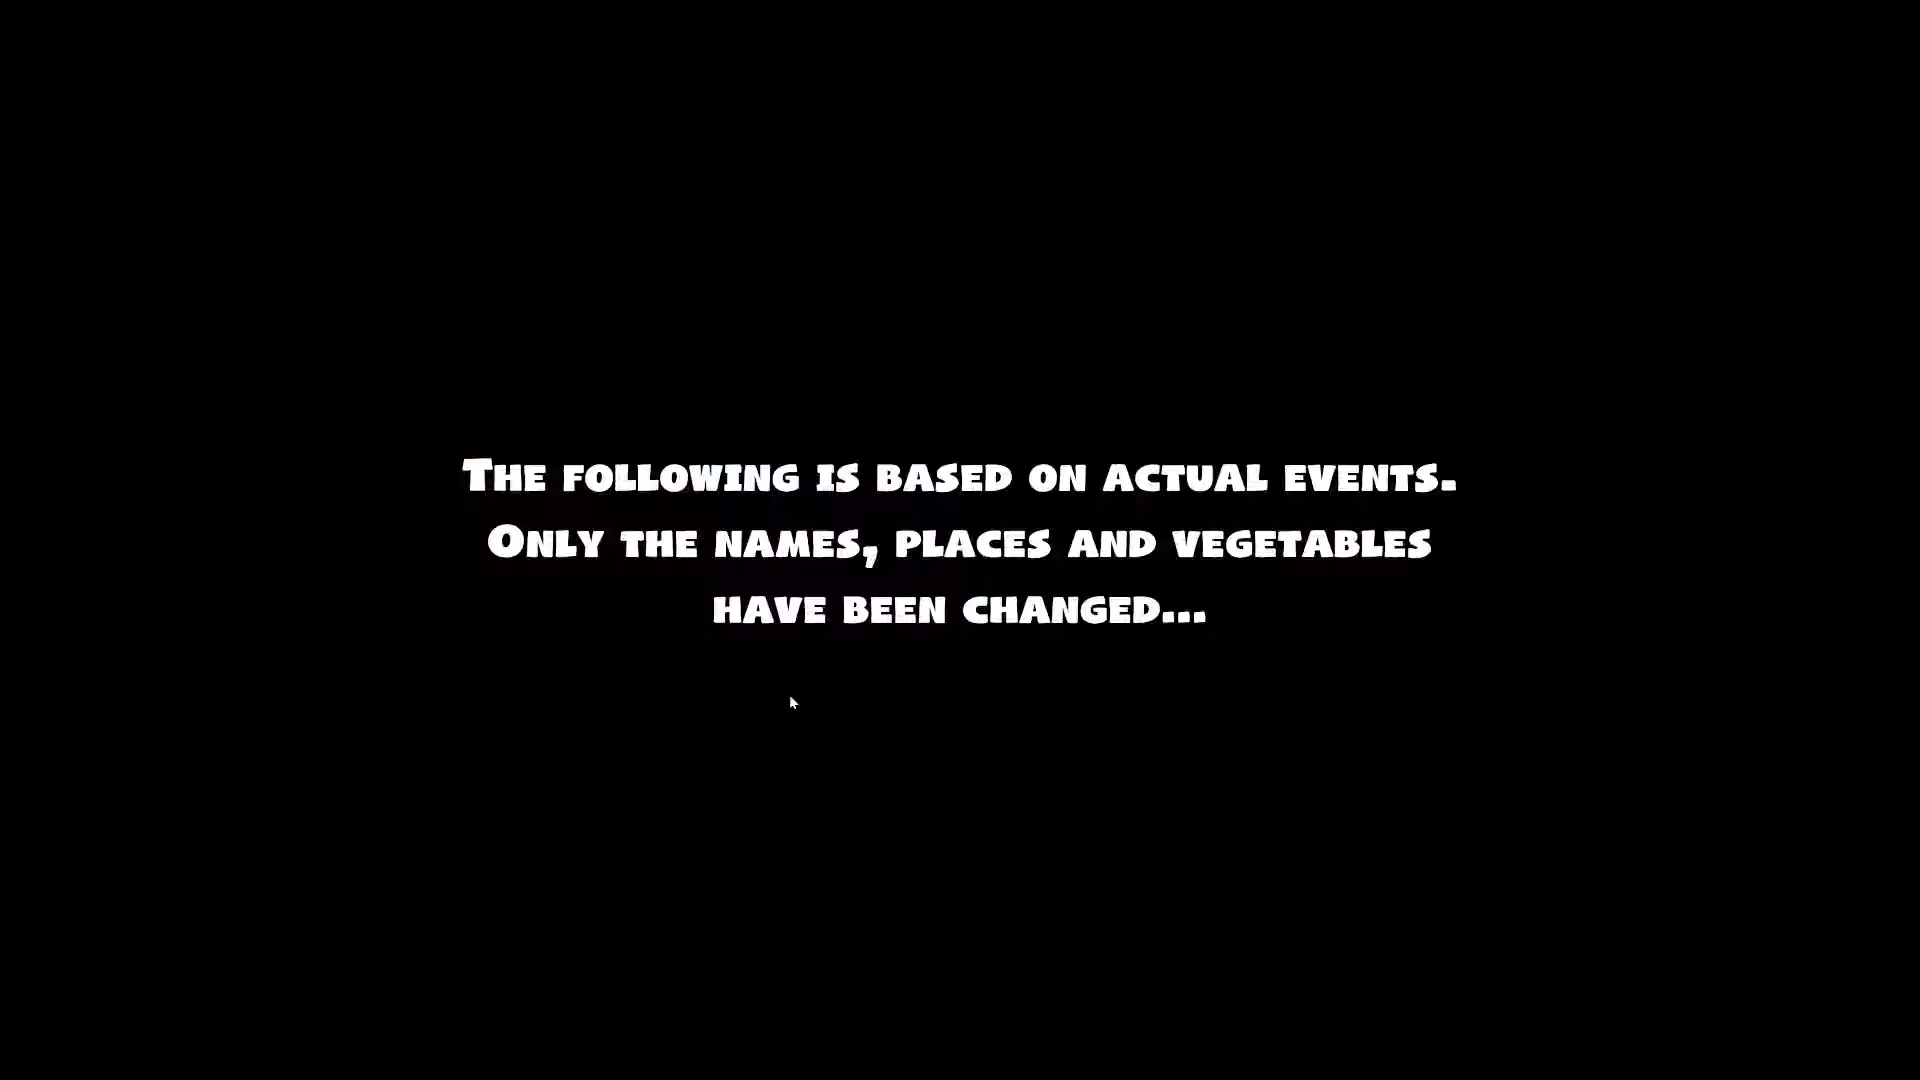 The following is based on actual events.
Only the names, places and vegetables
have been changed...